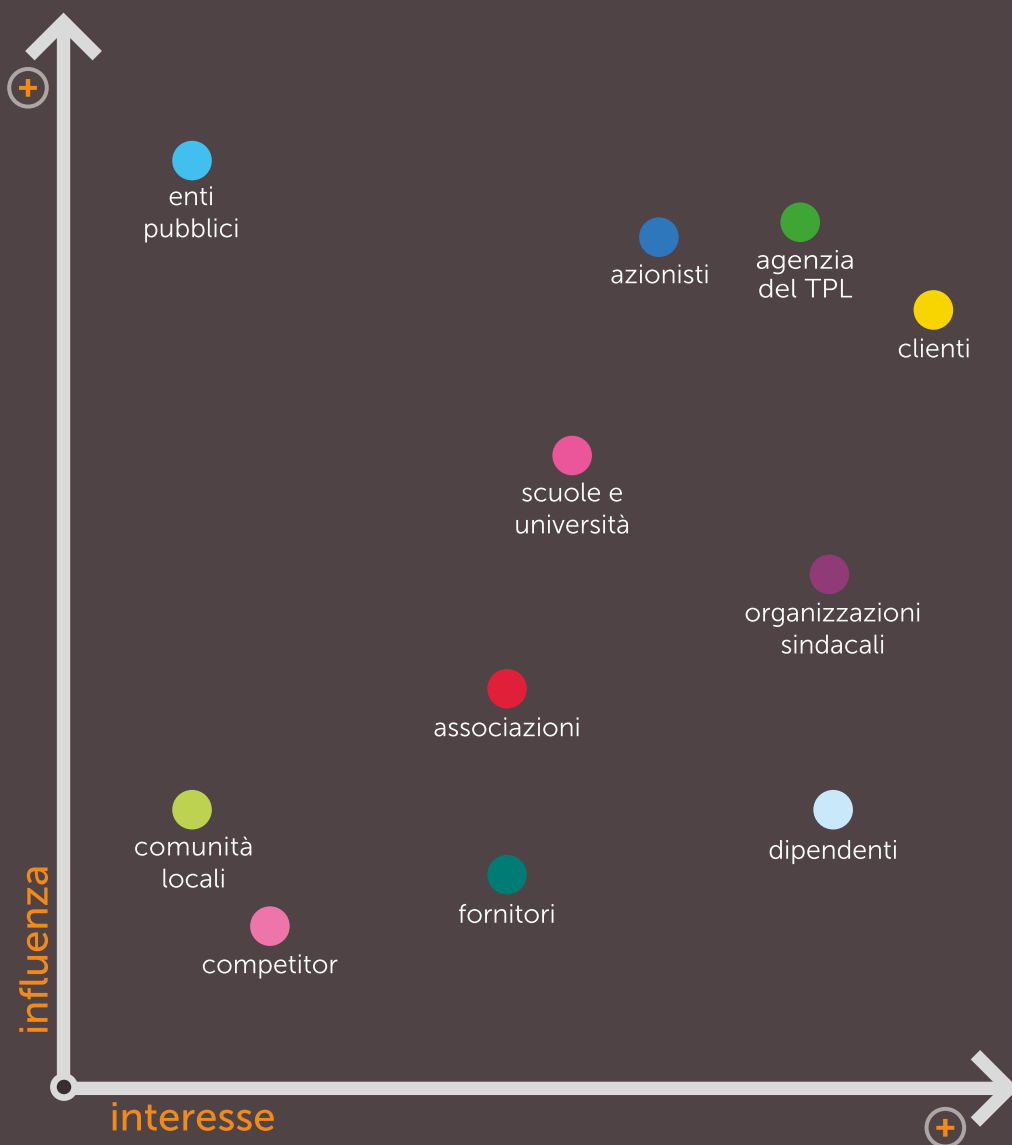 +
enti
pubblici
azionisti
agenzia
del TPL
clienti
scuole e
università
organizzazioni
sindacali
associazioni
comunità
locali
dipendenti
fornitori
competitor
influenza
interesse
+